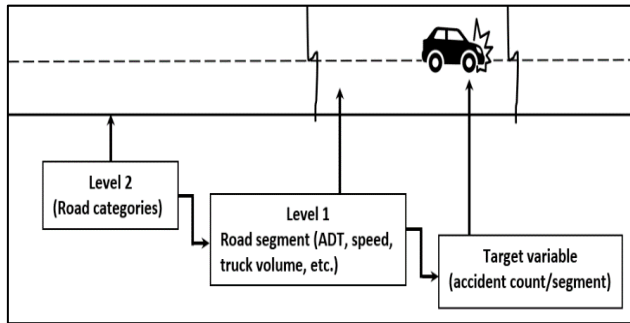 Level 2
(Road categories)
Level 1
Road segment (ADT, speed,
truck volume, etc.)
Target variable
(accident count/segment)